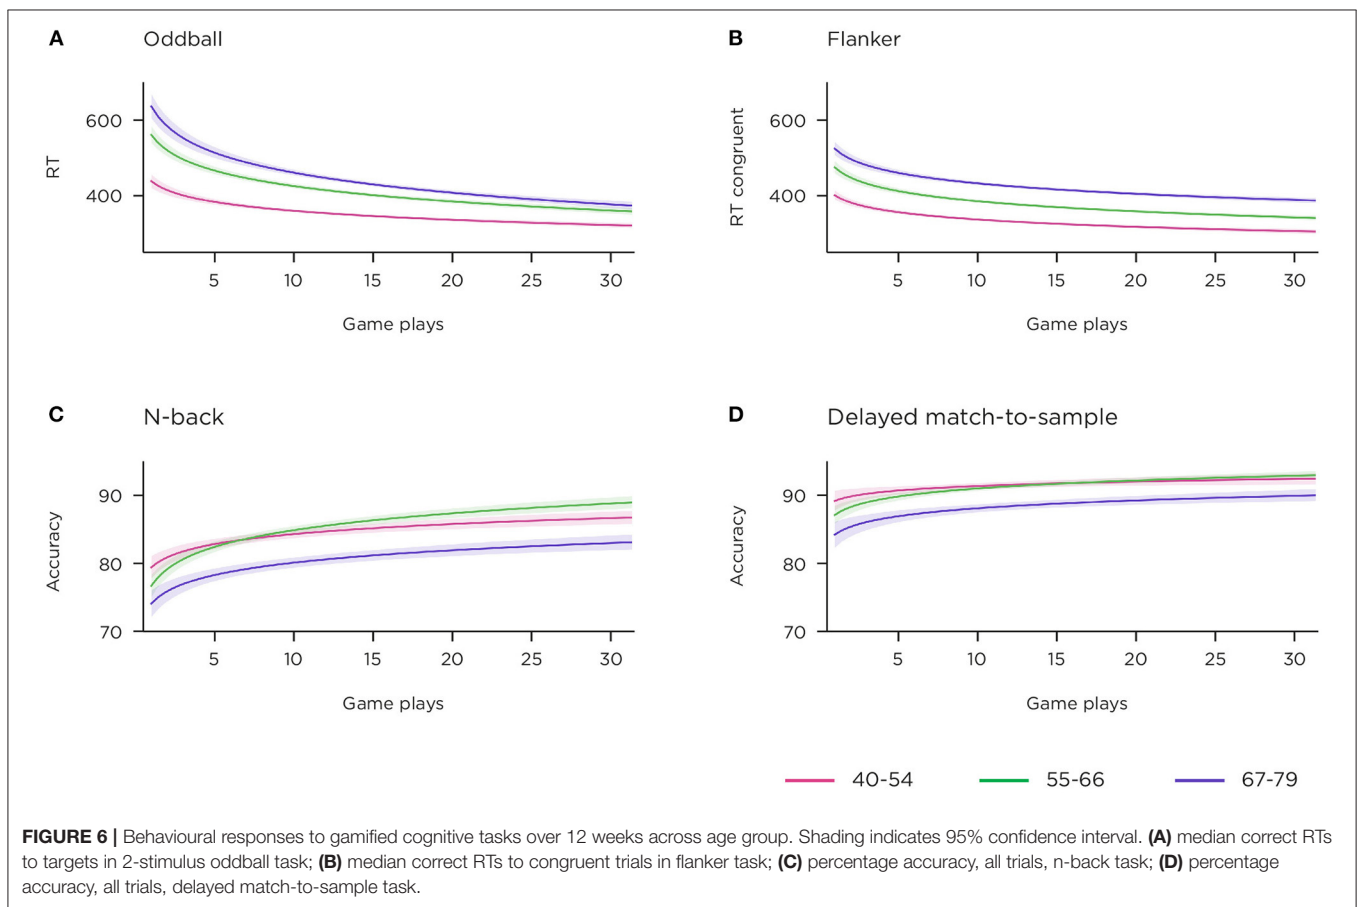 A Oddball
600
400
RT
5 10 15 20 25 30
Game plays
B Flanker
600
400
RT congruent
5 10 15 20 25 30
Game plays
C N-back
90
80
70
Accuracy
5 10 15 20 25 30
Game plays
D Delayed match-to-sample
90
80
70
Accuracy
5 10 15 20 25 30
Game plays
40-54 55-66 67-79
FIGURE 6 | Behavioural responses to gamified cognitive tasks over 12 weeks across age group. Shading indicates 95% confidence interval. (A) median correct RTs
to targets in 2-stimulus oddball task; (B) median correct RTs to congruent trials in flanker task; (C) percentage accuracy, all trials, n-back task; (D) percentage
accuracy, all trials, delayed match-to-sample task.